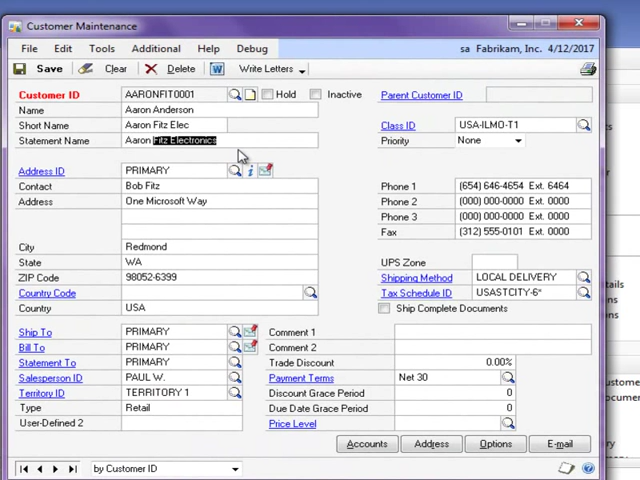 Customer Maintenance
File Edit Tools Additional Help Debug sa Fabrikam, Inc. 4/12/2017
Save Clear Delete Write Letters
Customer ID AARONFIT0001 Hold Inactive Parent Customer ID
Name Aaron Anderson
Short Name Aaron Fitz Elec Class ID USA-ILMO-T1
Statement Name Aaron Fitz Electronics Priority None
Address ID PRIMARY
Contact Bob Fitz Phone 1 (654) 646-4654 Ext. 6464
Address One Microsoft Way Phone 2 (000) 000-0000 Ext. 0000
Phone 3 (000) 000-0000 Ext. 0000
Fax (312) 555-0101 Ext. 0000
City Redmond
State WA UPS Zone
ZIP Code 98052-6399 Shipping Method LOCAL DELIVERY
Country Code Tax Schedule ID USASTCITY-6*
Country USA Ship Complete Documents
Ship To PRIMARY Comment 1
Bill To PRIMARY Comment 2
Statement To PRIMARY Trade Discount 0.00%
Salesperson ID PAUL W. Payment Terms Net 30
Territory ID TERRITORY 1 Discount Grace Period 0
Type Retail Due Date Grace Period 0
User-Defined 2 Price Level
Accounts Address Options E-mail
by Customer ID